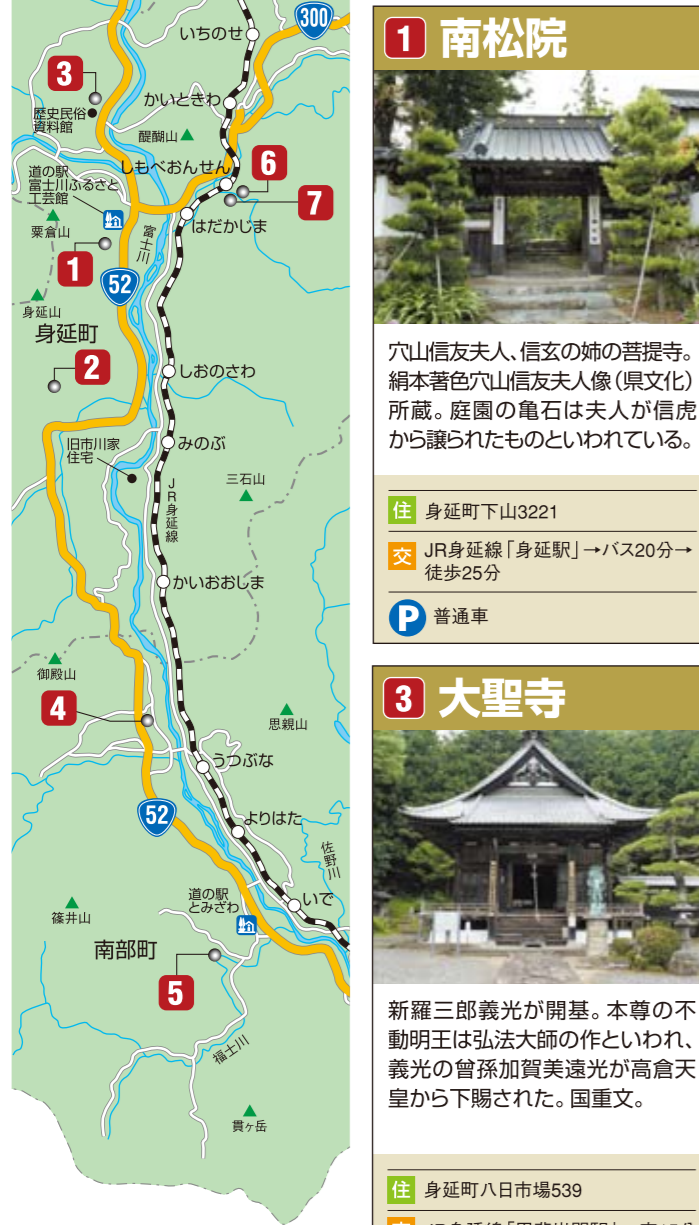 300
いちのせ
3
かいときわ
歴史民俗
資料館
醍醐山
しもべおんせん
6
道の駅
富士川ふるさと
工芸館
7
はだかじま
栗倉山
富士川
1
52
身延山
身延町
2
しおのさわ
旧市川家
住宅
みのぶ
JR身延線
三石山
かいおおしま
御殿山
4
思親山
うつぶな
52
よりはた
佐野川
道の駅
とみざわ
いで
篠井山
南部町
5
福士川
貫ヶ岳
1 南松院
穴山信友夫人、信玄の姉の菩提寺。
絹本著色穴山信友夫人像（県文化）
所蔵。庭園の亀石は夫人が信虎
から譲られたものといわれている。
住 身延町下山3221
交 JR身延線「身延駅」→バス20分→
徒歩25分
P 普通車
3 大聖寺
新羅三郎義光が開基。本尊の不
動明王は弘法大師の作といわれ、
義光の曾孫加賀美遠光が高倉天
皇から下賜された。国重文。
住 身延町八日市場539